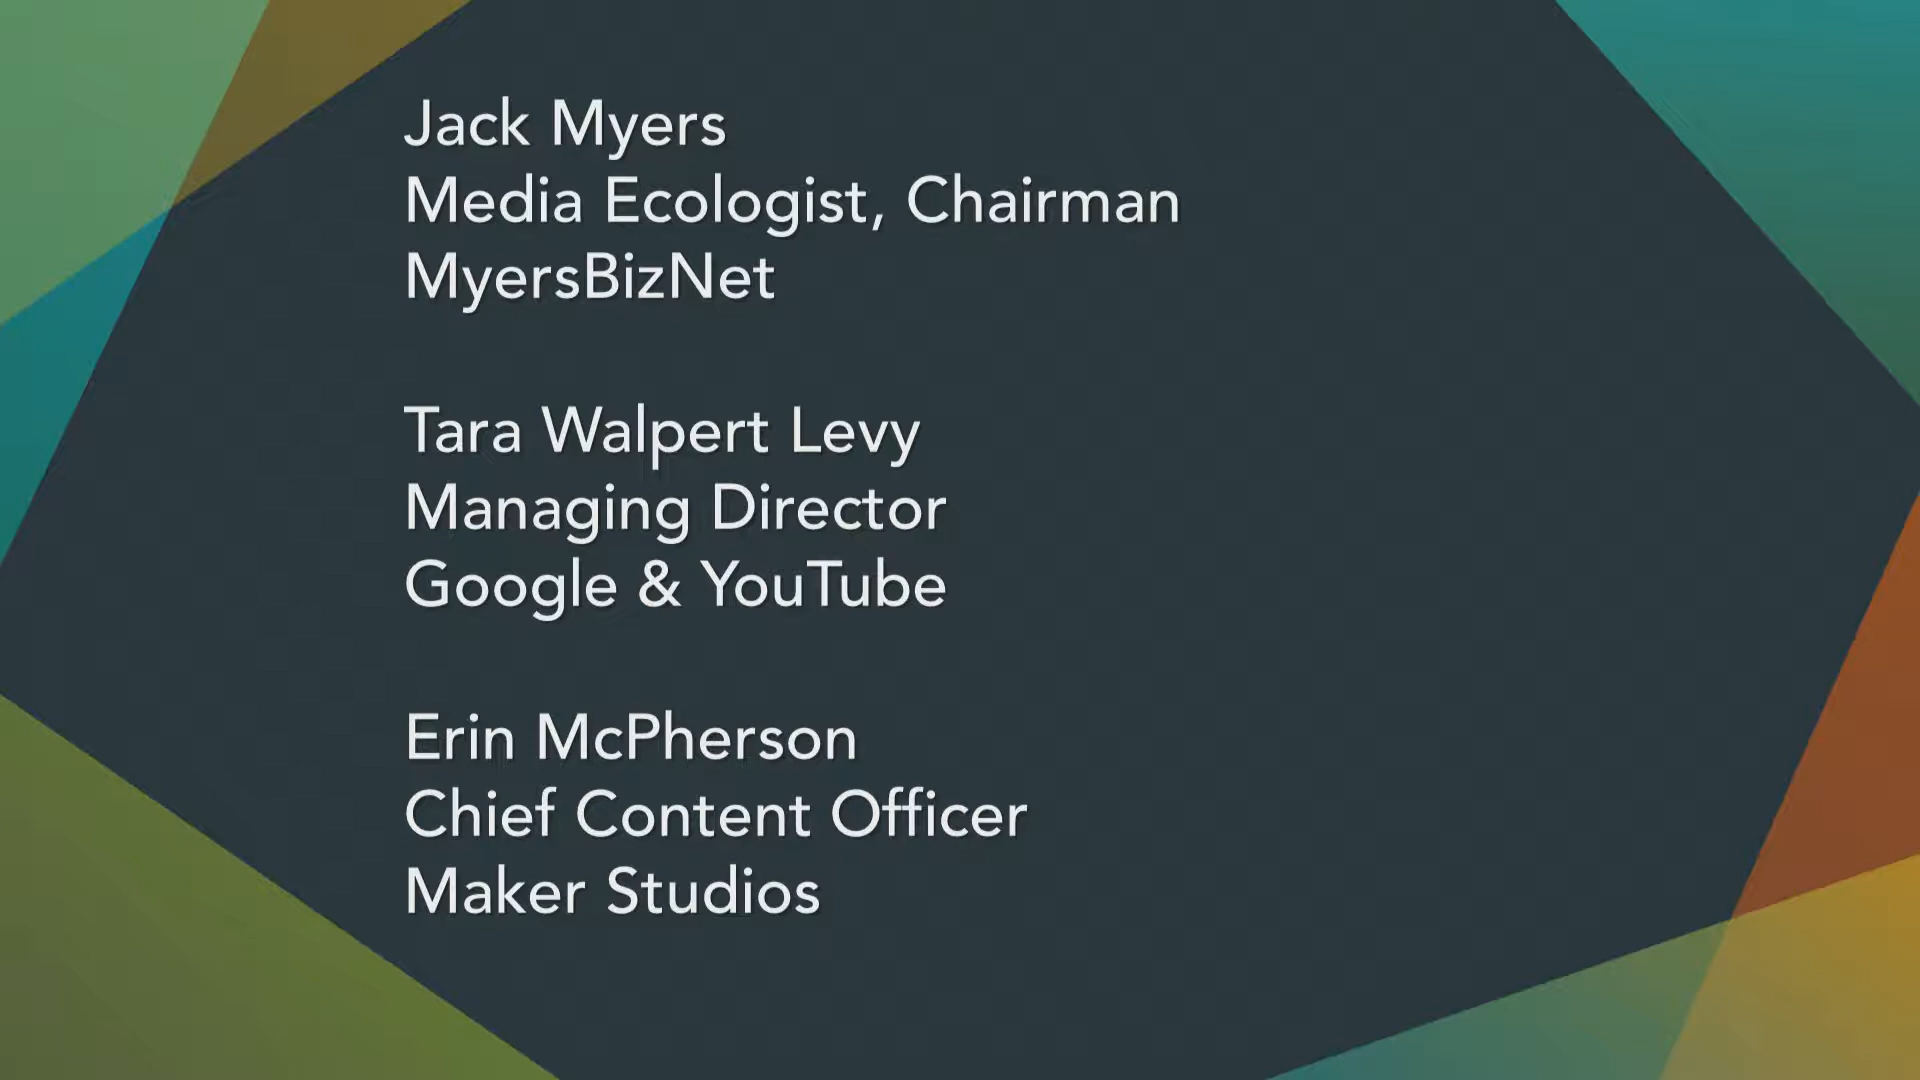 Jack Myers
Media Ecologist, Chairman
MyersBizNet
Tara Walpert Levy
Managing Director
Google & YouTube
Erin McPherson
Chief Content Officer
Maker Studios